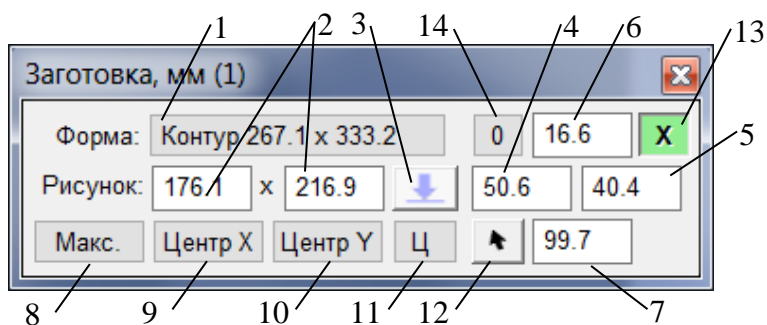 1 2 3 14 4 6 13
Заготовка, мм (1)
Форма: Контур 267.1 x 333.2 0 16.6 X
5
Рисунок: 176.1 x 216.9 50.6 40.4
Макс. Центр X Центр Y Ц 99.7
8 9 10 11 12 7